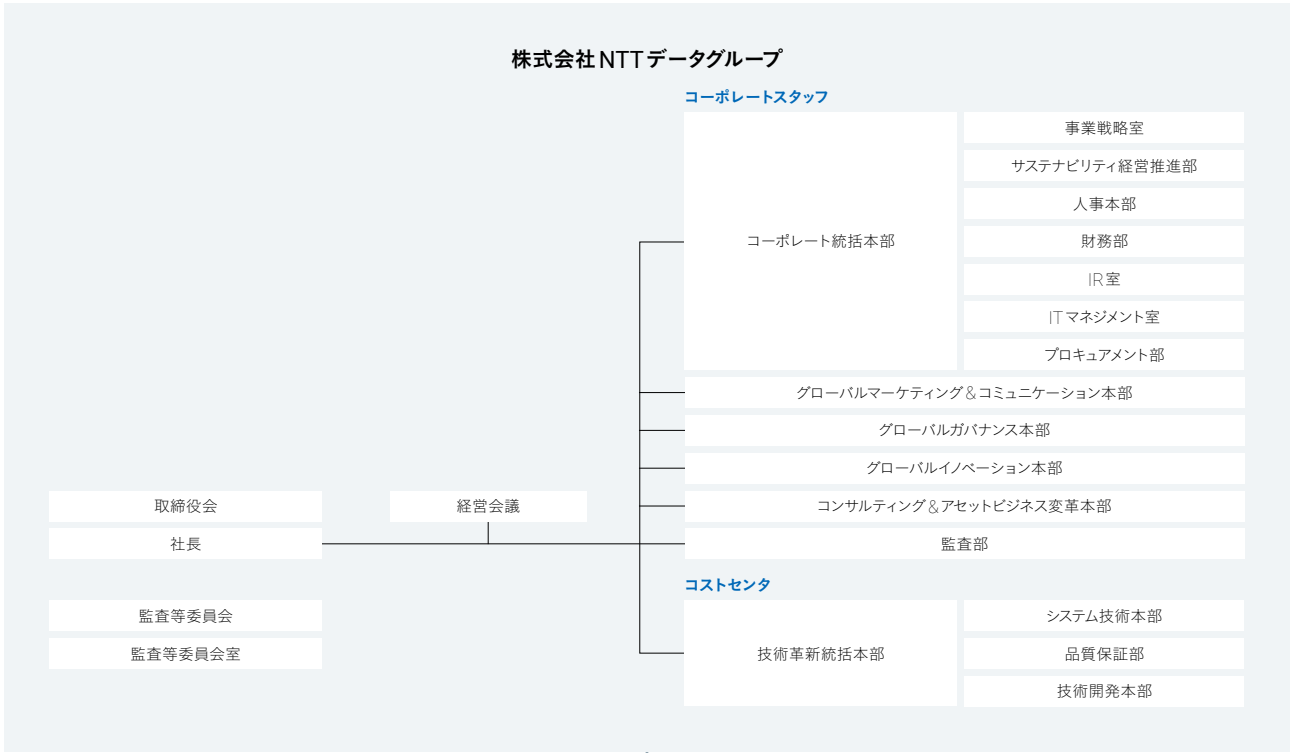 株式会社NTTデータグループ
コーポレートスタッフ
コーポレート統括本部
事業戦略室
サステナビリティ経営推進部
人事本部
財務部
IR室
ITマネジメント室
プロキュアメント部
グローバルマーケティング&コミュニケーション本部
グローバルガバナンス本部
グローバルイノベーション本部
コンサルティング&アセットビジネス変革本部
監査部
取締役会
社長
経営会議
監査等委員会
監査等委員会室
コストセンタ
技術革新統括本部
システム技術本部
品質保証部
技術開発本部